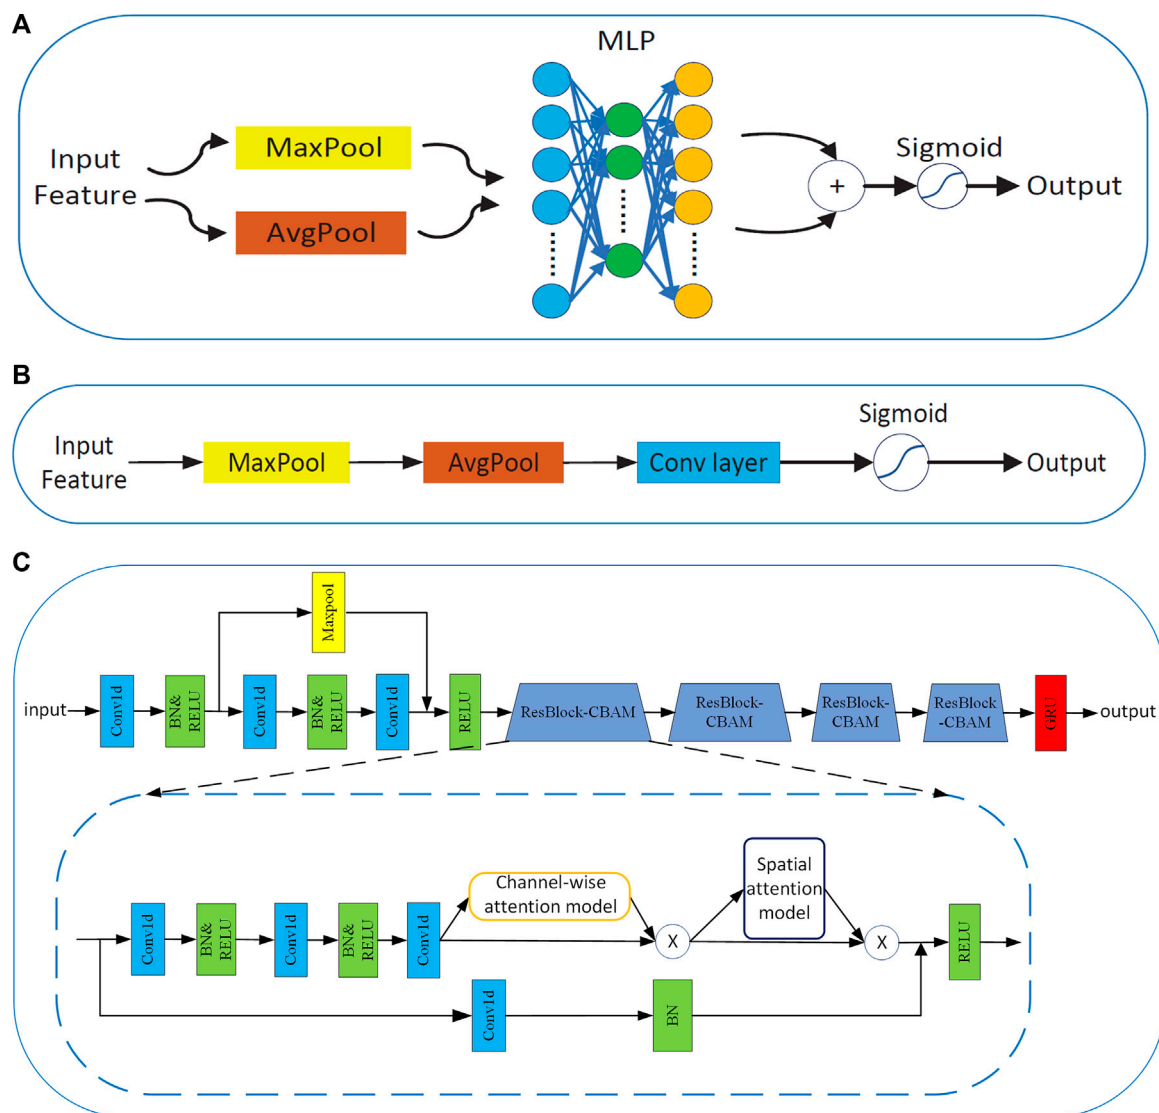 A
MLP
Input
Feature
MaxPool
AvgPool
+
Sigmoid
Output
B
Input
Feature
MaxPool
AvgPool
Conv layer
Sigmoid
Output
C
input
Conv1d
BN&
RELU
Maxpool
Conv1d
BN&
RELU
Conv1d
RELU
ResBlock-CBAM
ResBlock-
CBAM
ResBlock-
CBAM
ResBlock
-CBAM
GRU
output
Conv1d
BN&
RELU
Conv1d
BN&
RELU
Conv1d
Channel-wise
attention model
X
Spatial
attention
model
X
RELU
Conv1d
BN